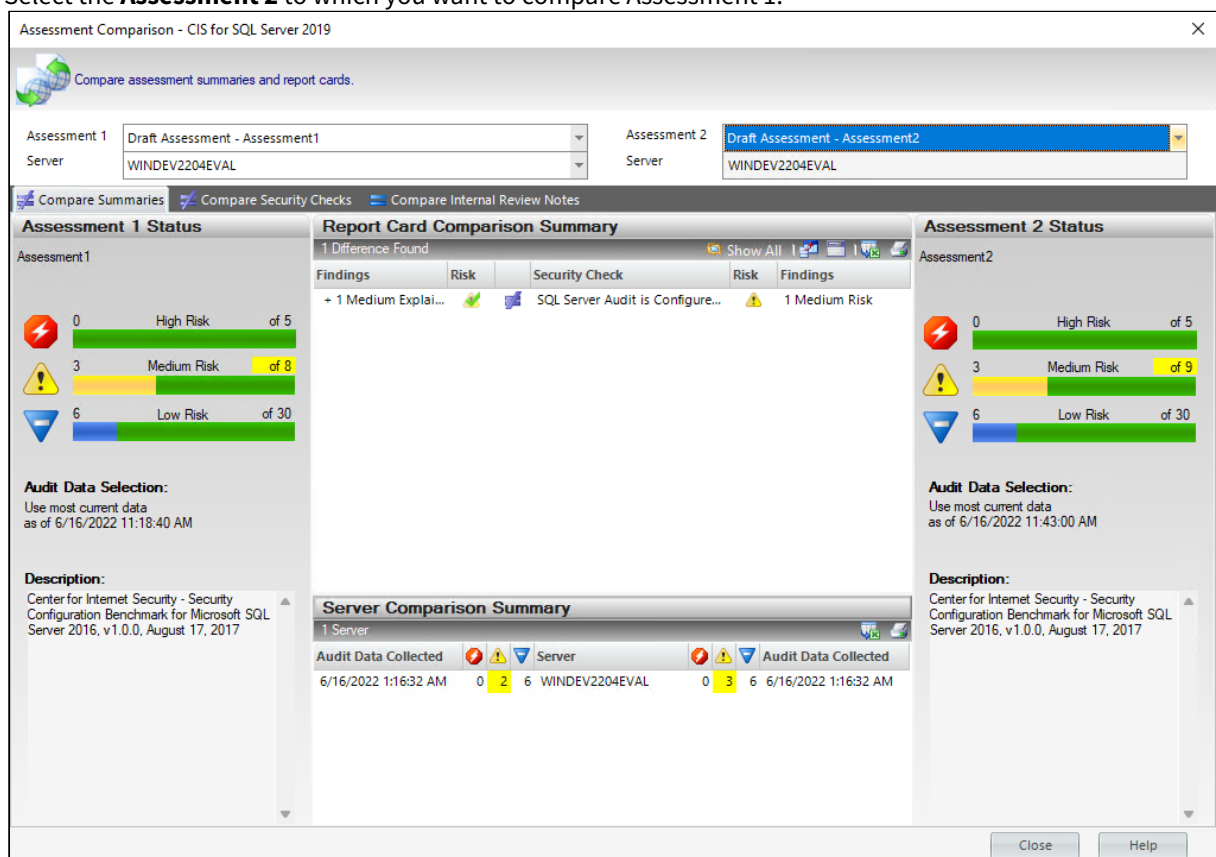 Select the Assessment 2 to which you want to compare Assessment 1.
Assessment Comparison - CIS for SQL Server 2019
Compare assessment summaries and report cards.
Assessment 1 Draft Assessment - Assessment1 Assessment 2 Draft Assessment - Assessment2
Server WINDEV2204EVAL Server WINDEV2204EVAL
Compare Summaries Compare Security Checks Compare Internal Review Notes
Assessment 1 Status
Assessment1
0 High Risk of 5
3 Medium Risk of 8
6 Low Risk of 30
Audit Data Selection:
Use most current data
as of 6/16/2022 11:18:40 AM
Description:
Center for Internet Security - Security
Configuration Benchmark for Microsoft SQL
Server 2016, v1.0.0, August 17, 2017
Report Card Comparison Summary
1 Difference Found Show All
Findings Risk Security Check Risk Findings
+ 1 Medium Explai... SQL Server Audit is Configure... 1 Medium Risk
Server Comparison Summary
1 Server
Audit Data Collected Server Audit Data Collected
6/16/2022 1:16:32 AM 0 2 6 WINDEV2204EVAL 0 3 6 6/16/2022 1:16:32 AM
Assessment 2 Status
Assessment2
0 High Risk of 5
3 Medium Risk of 9
6 Low Risk of 30
Audit Data Selection:
Use most current data
as of 6/16/2022 11:43:00 AM
Description:
Center for Internet Security - Security
Configuration Benchmark for Microsoft SQL
Server 2016, v1.0.0, August 17, 2017
Close Help